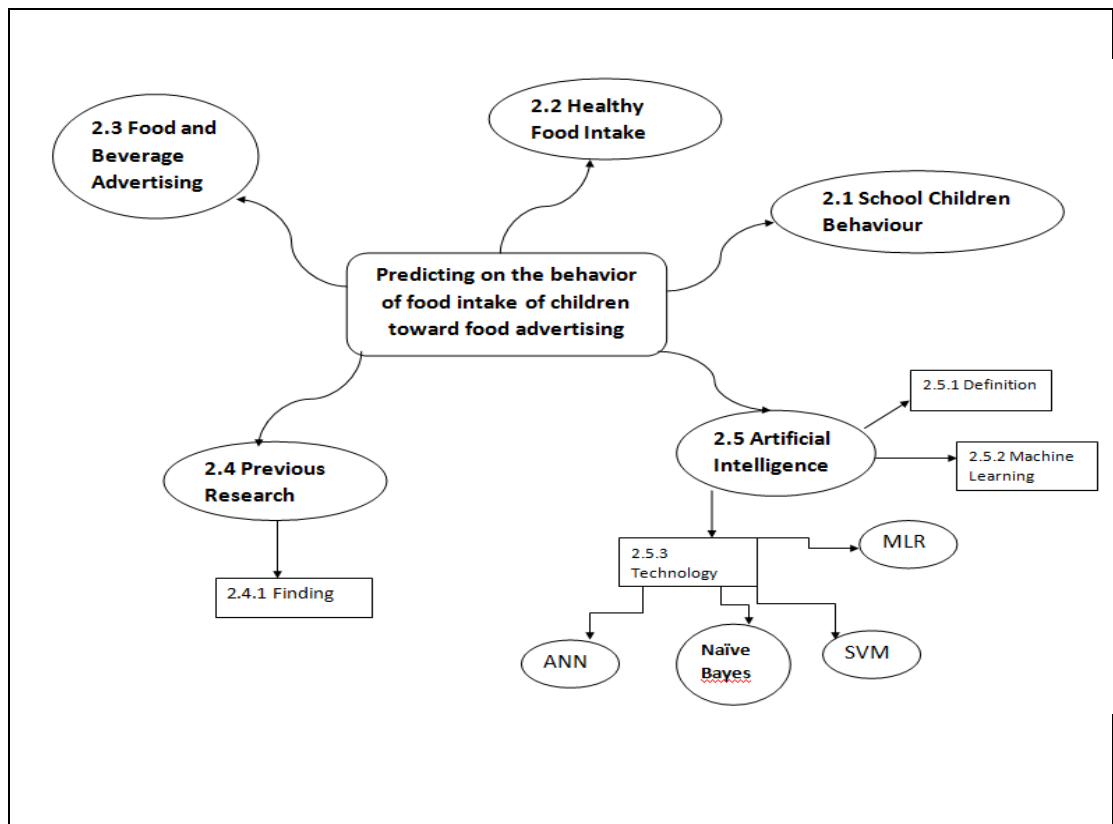 2.2 Healthy
Food Intake
2.3 Food and
Beverage
Advertising
2.1 School Children
Behaviour
Predicting on the behavior
of food intake of children
toward food advertising
2.5.1 Definition
2.5 Artificial
Intelligence
2.5.2 Machine
Learning
2.4 Previous
Research
2.4.1 Finding
2.5.3
Technology
MLR
ANN
Naïve
Bayes
SVM